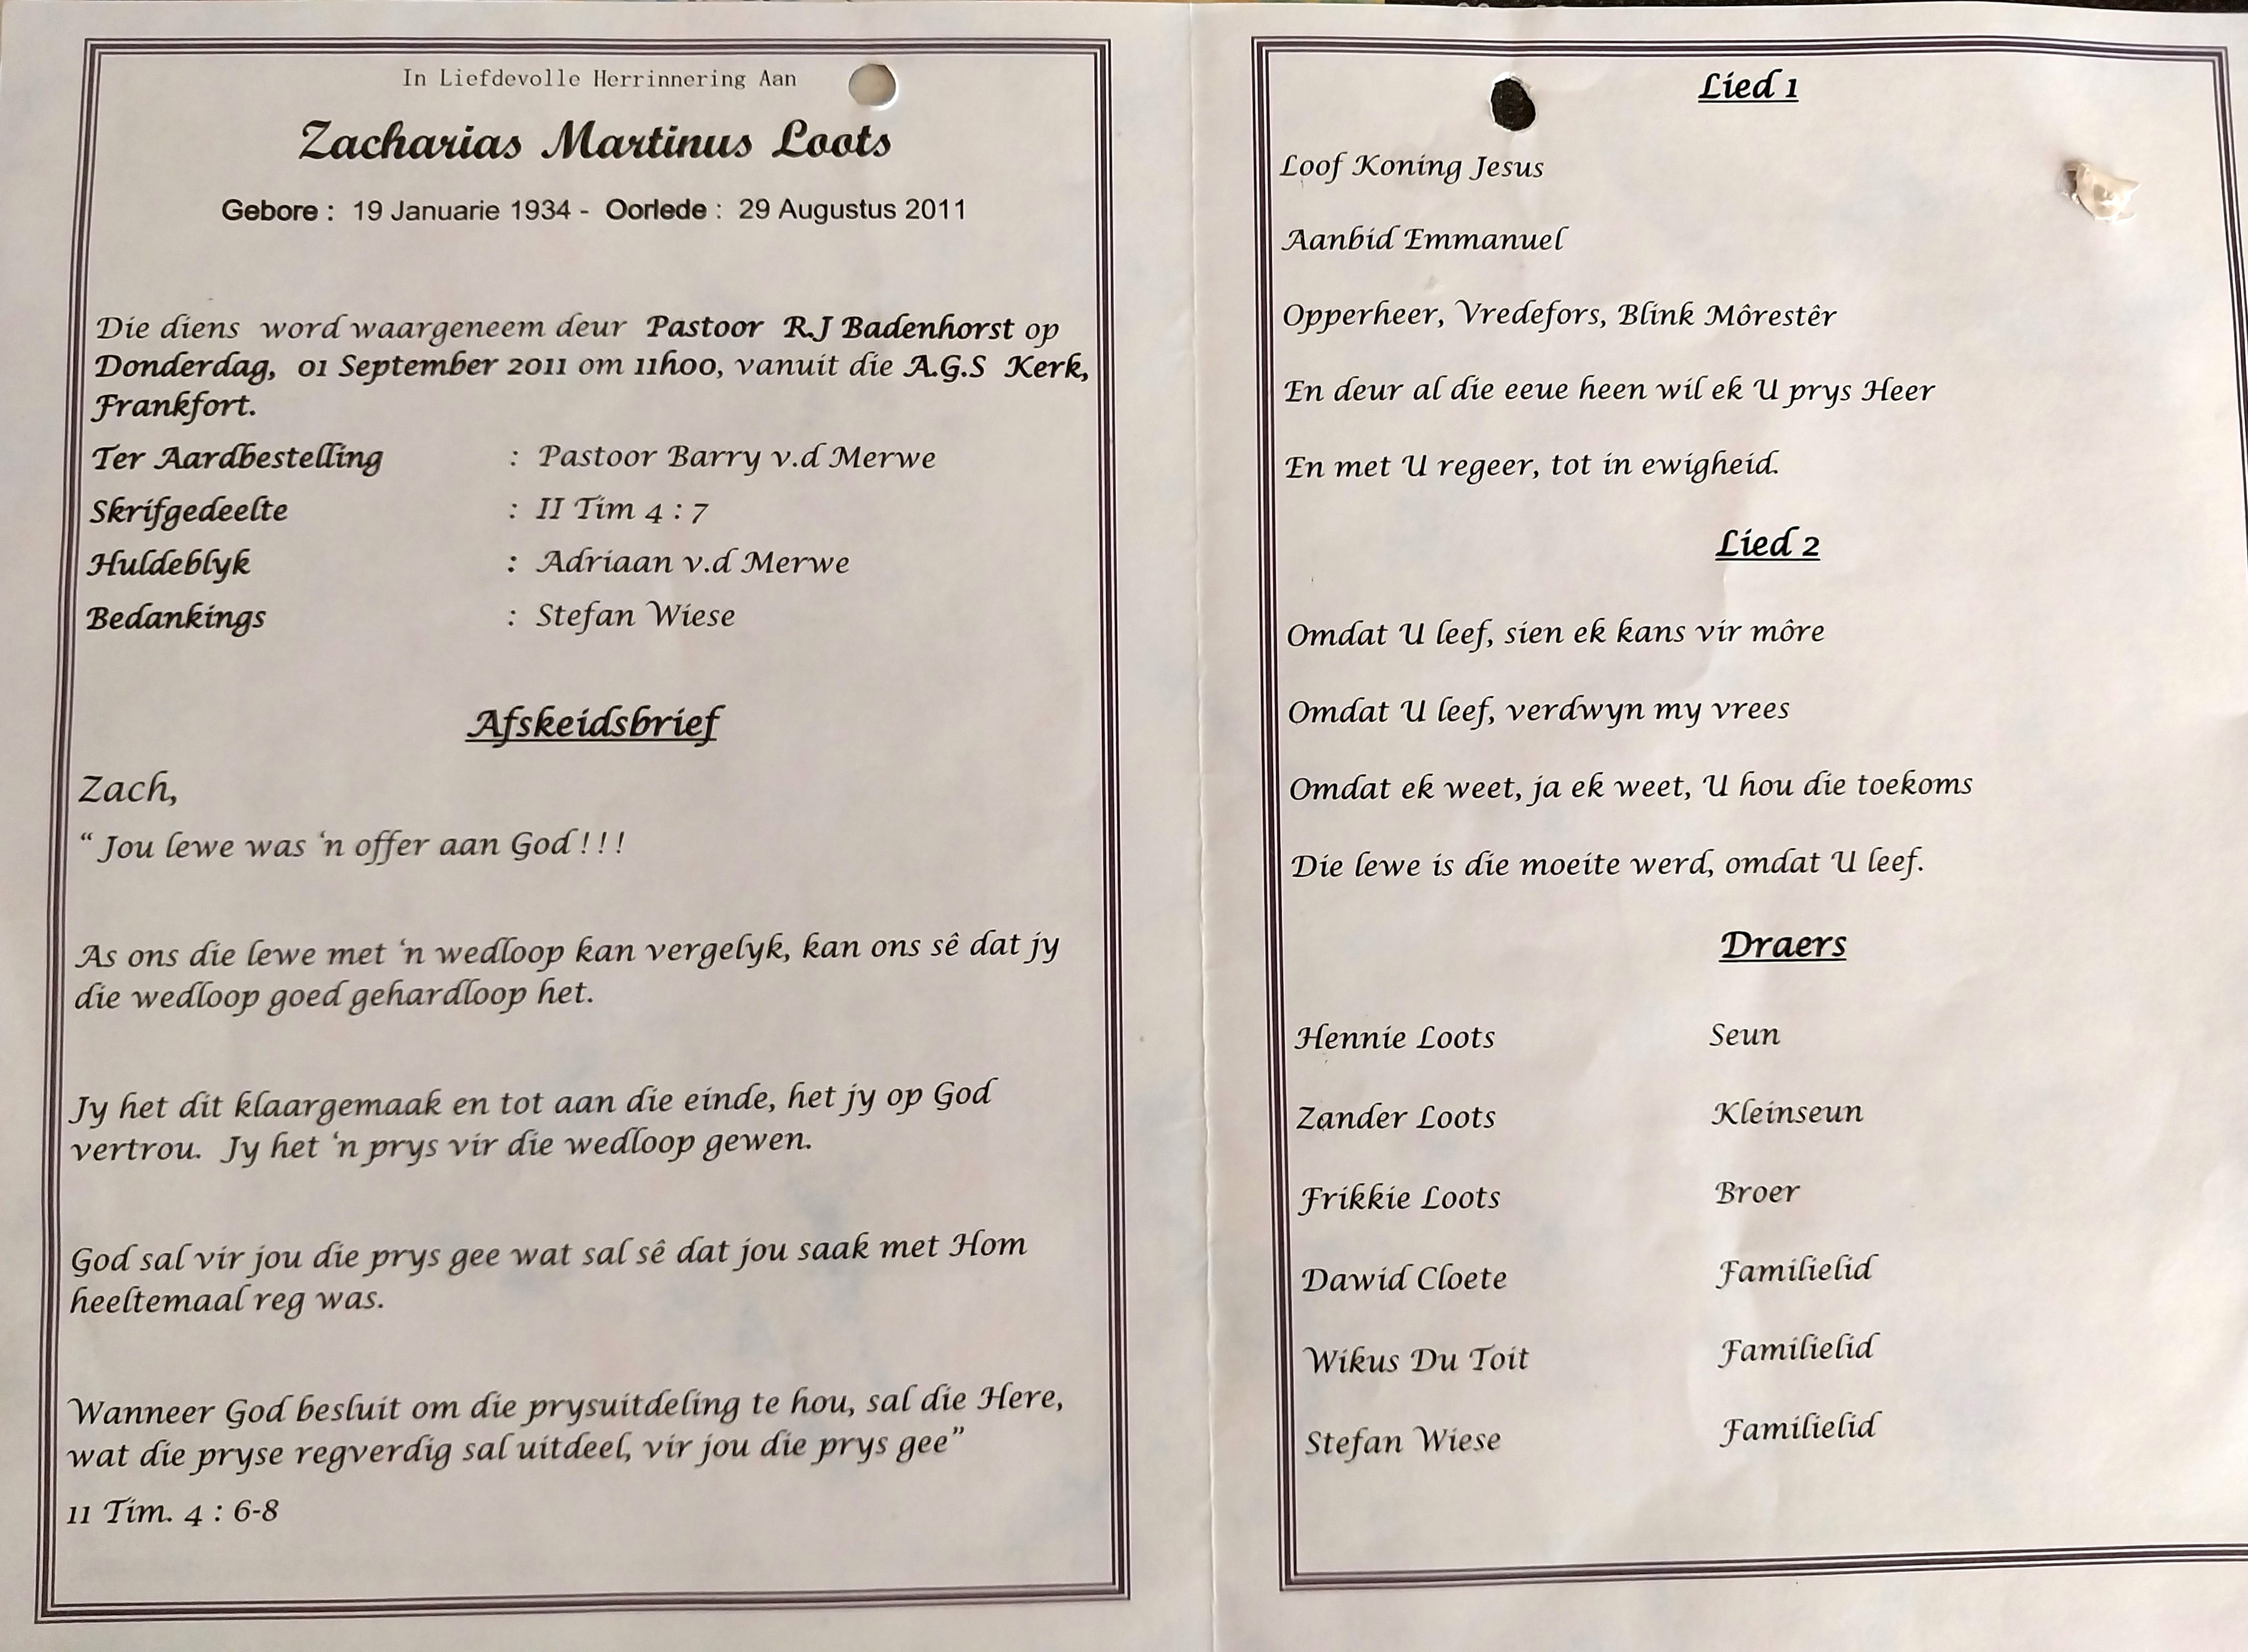 In Liefdevolle Herrinnering Aan
Zacharias Martinus Loots
Gebore : 19 Januarie 1934 - Oorlede : 29 Augustus 2011
Die diens word waargeneem deur Pastoor R.J Badenhorst op
Donderdag, 01 September 2011 om 11h00, vanuit die A.G.S Kerk,
Frankfort.
Ter Aardbestelling : Pastoor Barry v.d Merwe
Skrifgedeelte : II Tim 4 : 7
Huldeblyk : Adriaan v.d Merwe
Bedankings : Stefan Wiese
Afskeidsbrief
Zach,
“ Jou lewe was ‘n offer aan God ! ! !
As ons die lewe met ‘n wedloop kan vergelyk, kan ons sê dat jy
die wedloop goed gehardloop het.
Jy het dit klaargemaak en tot aan die einde, het jy op God
vertrou. Jy het ‘n prys vir die wedloop gewen.
God sal vir jou die prys gee wat sal sê dat jou saak met Hom
heeltemaal reg was.
Wanneer God besluit om die prysuitdeling te hou, sal die Here,
wat die pryse regverdig sal uitdeel, vir jou die prys gee”
11 Tim. 4 : 6-8
Lied 1
Loof Koning Jesus
Aanbid Emmanuel
Opperheer, Vredefors, Blink Môrestêr
En deur al die eeue heen wil ek U prys Heer
En met U regeer, tot in ewigheid.
Lied 2
Omdat U leef, sien ek kans vir môre
Omdat U leef, verdwyn my vrees
Omdat ek weet, ja ek weet, U hou die toekoms
Die lewe is die moeite werd, omdat U leef.
Draers
Hennie Loots Seun
Zander Loots Kleinseun
Frikkie Loots Broer
Dawid Cloete Familielid
Wikus Du Toit Familielid
Stefan Wiese Familielid